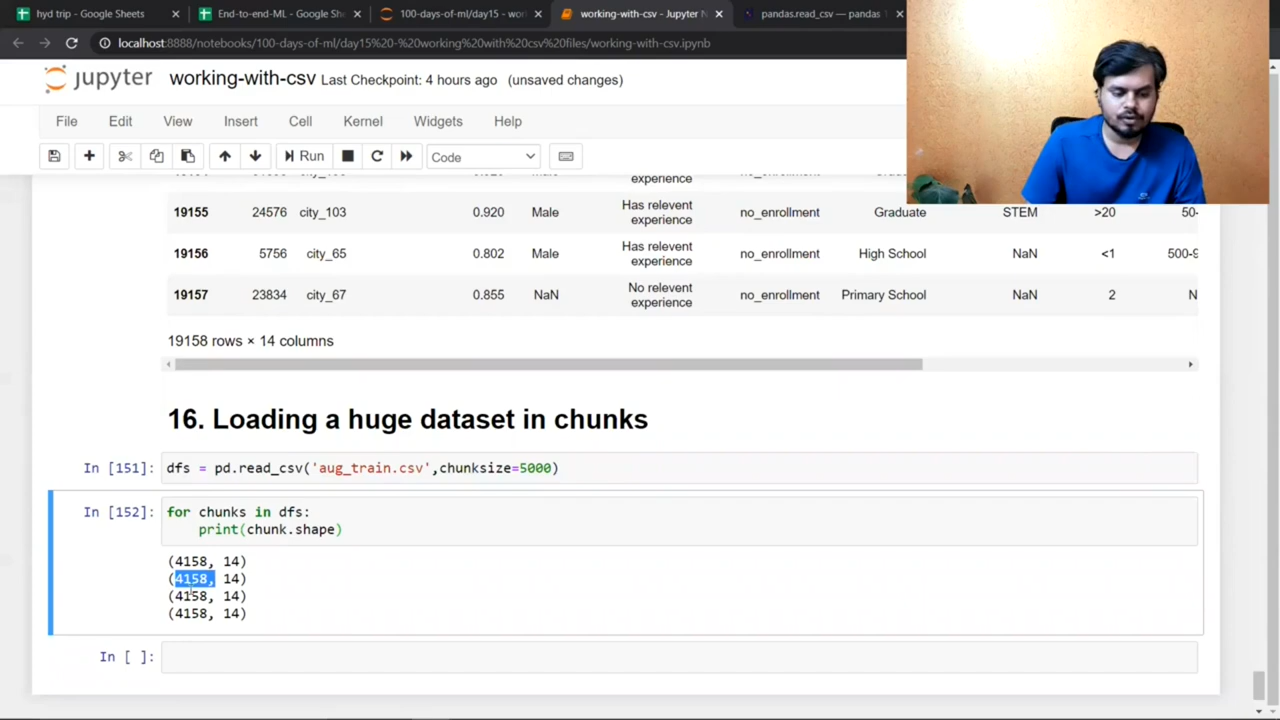 hyd trip - Google Sheets
End-to-end-ML - Google She
100-days-of-ml/day15 - wor
working-with-csv - Jupyter N
pandas.read_csv — pandas 1
localhost:8888/notebooks/100-days-of-ml/day15%20-%20working%20with%20csv%20files/working-with-csv.ipynb
jupyter working-with-csv Last Checkpoint: 4 hours ago (unsaved changes)
File Edit View Insert Cell Kernel Widgets Help
Run Code
experience
19155 24576 city_103 0.920 Male Has relevent experience no_enrollment Graduate STEM >20 50-
19156 5756 city_65 0.802 Male Has relevent experience no_enrollment High School NaN <1 500-9
19157 23834 city_67 0.855 NaN No relevent experience no_enrollment Primary School NaN 2 N
19158 rows × 14 columns
16. Loading a huge dataset in chunks
In [151]: dfs = pd.read_csv('aug_train.csv',chunksize=5000)
In [152]: for chunks in dfs:
print(chunk.shape)
(4158, 14)
(4158, 14)
(4158, 14)
(4158, 14)
In [ ]: